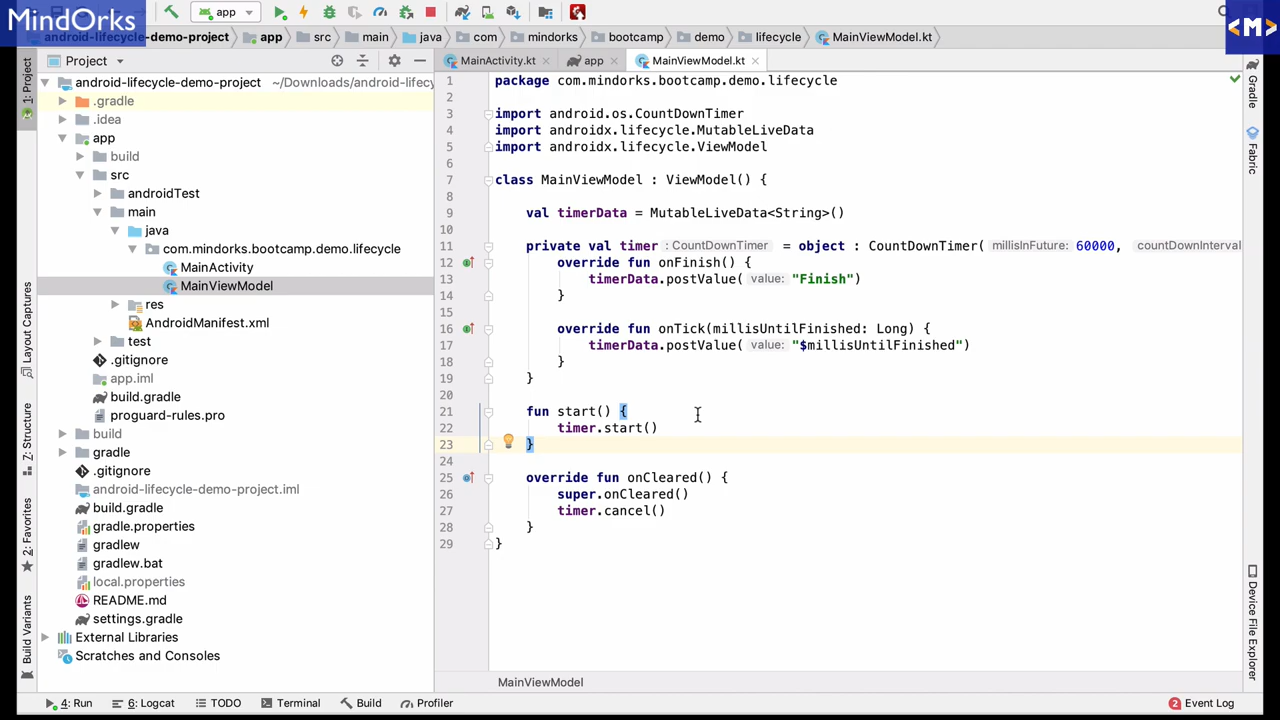 MindOrks
app
<M>
android-lifecycle-demo-project
app
src
main
java
com
mindorks
bootcamp
demo
lifecycle
MainViewModel.kt
Project
MainActivity.kt
app
MainViewModel.kt
1: Project
Layout Captures
7: Structure
2: Favorites
Build Variants
android-lifecycle-demo-project ~/Downloads/android-lifecy
.gradle
.idea
app
build
src
androidTest
main
java
com.mindorks.bootcamp.demo.lifecycle
MainActivity
MainViewModel
res
AndroidManifest.xml
test
.gitignore
app.iml
build.gradle
proguard-rules.pro
build
gradle
.gitignore
android-lifecycle-demo-project.iml
build.gradle
gradle.properties
gradlew
gradlew.bat
local.properties
README.md
settings.gradle
External Libraries
Scratches and Consoles
1 package com.mindorks.bootcamp.demo.lifecycle
2
3 import android.os.CountDownTimer
4 import androidx.lifecycle.MutableLiveData
5 import androidx.lifecycle.ViewModel
6
7 class MainViewModel : ViewModel() {
8
9 val timerData = MutableLiveData<String>()
10
11 private val timer : CountDownTimer = object : CountDownTimer( millisInFuture: 60000, countDownInterval
12 override fun onFinish() {
13 timerData.postValue( value: "Finish")
14 }
15
16 override fun onTick(millisUntilFinished: Long) {
17 timerData.postValue( value: "$millisUntilFinished")
18 }
19 }
20
21 fun start() {
22 timer.start()
23 }
24
25 override fun onCleared() {
26 super.onCleared()
27 timer.cancel()
28 }
29 }
MainViewModel
Gradle
Fabric
Device File Explorer
4: Run
6: Logcat
TODO
Terminal
Build
Profiler
2 Event Log